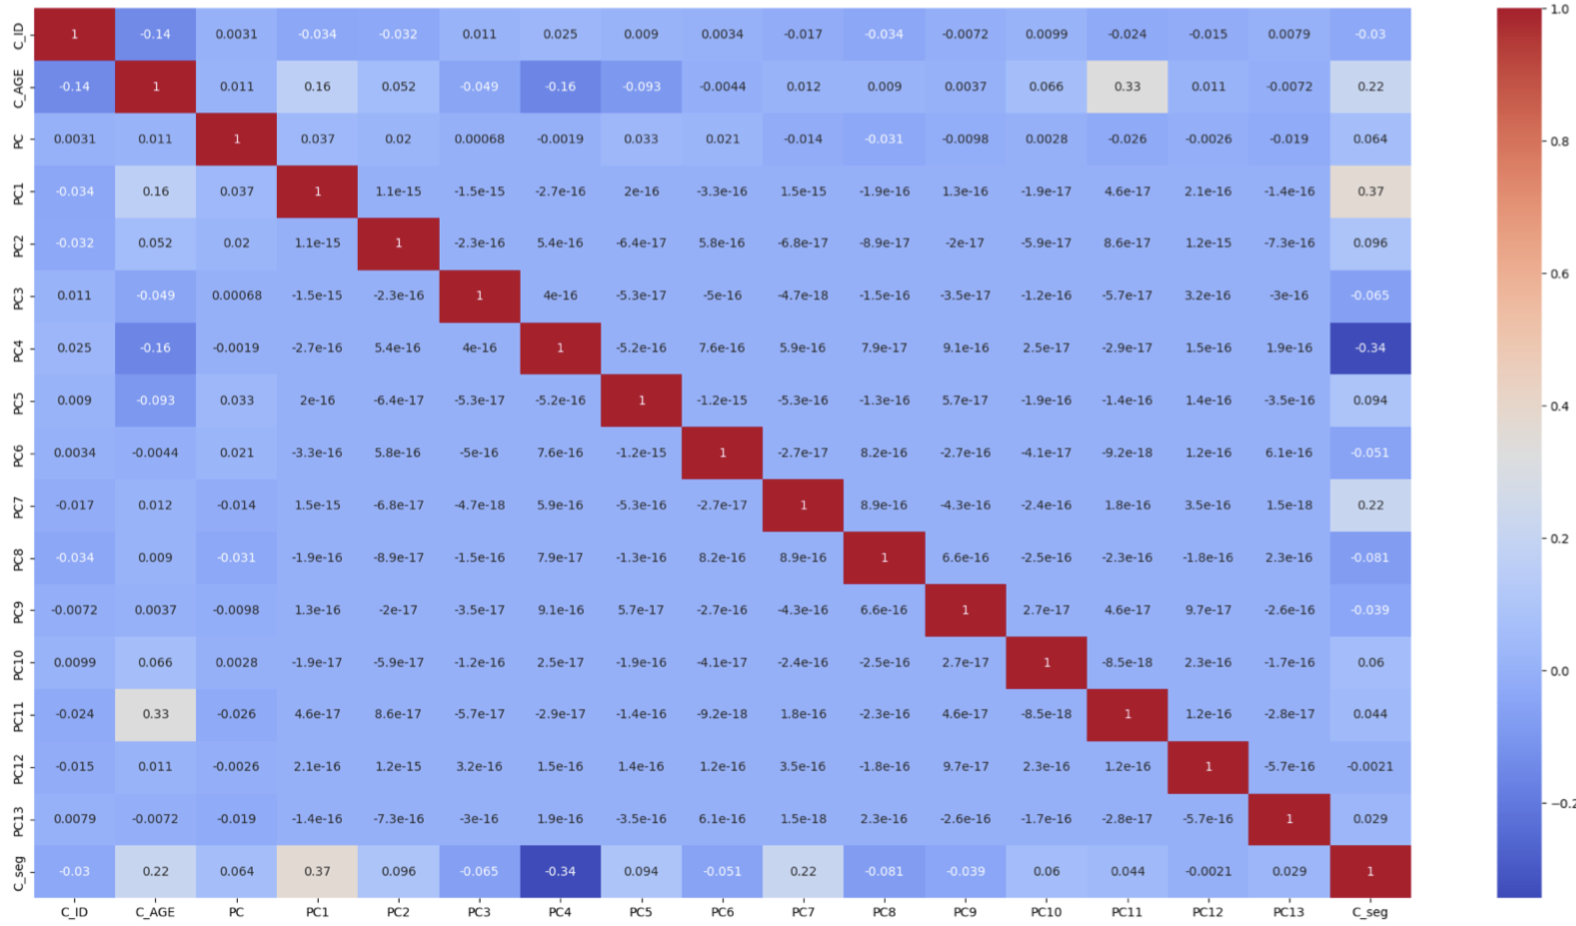 C_ID 1 -0.14 0.0031 -0.034 -0.032 0.011 0.025 0.009 0.0034 -0.017 -0.034 -0.0072 0.0099 -0.024 -0.015 0.0079 -0.03
C_AGE -0.14 1 0.011 0.16 0.052 -0.049 -0.16 -0.093 -0.0044 0.012 0.009 0.0037 0.066 0.33 0.011 -0.0072 0.22
PC 0.0031 0.011 1 0.037 0.02 0.00068 -0.0019 0.033 0.021 -0.014 -0.031 -0.0098 0.0028 -0.026 -0.0026 -0.019 0.064
PC1 -0.034 0.16 0.037 1 1.1e-15 -1.5e-15 -2.7e-16 2e-16 -3.3e-16 1.5e-15 -1.9e-16 1.3e-16 -1.9e-17 4.6e-17 2.1e-16 -1.4e-16 0.37
PC2 -0.032 0.052 0.02 1.1e-15 1 -2.3e-16 5.4e-16 -6.4e-17 5.8e-16 -6.8e-17 -8.9e-17 -2e-17 -5.9e-17 8.6e-17 1.2e-15 -7.3e-16 0.096
PC3 0.011 -0.049 0.00068 -1.5e-15 -2.3e-16 1 4e-16 -5.3e-17 -5e-16 -4.7e-18 -1.5e-16 -3.5e-17 -1.2e-16 -5.7e-17 3.2e-16 -3e-16 -0.065
PC4 0.025 -0.16 -0.0019 -2.7e-16 5.4e-16 4e-16 1 -5.2e-16 7.6e-16 5.9e-16 7.9e-17 9.1e-16 2.5e-17 -2.9e-17 1.5e-16 1.9e-16 -0.34
PC5 0.009 -0.093 0.033 2e-16 -6.4e-17 -5.3e-17 -5.2e-16 1 -1.2e-15 -5.3e-16 -1.3e-16 5.7e-17 -1.9e-16 -1.4e-16 1.4e-16 -3.5e-16 0.094
PC6 0.0034 -0.0044 0.021 -3.3e-16 5.8e-16 -5e-16 7.6e-16 -1.2e-15 1 -2.7e-17 8.2e-16 -2.7e-16 -4.1e-17 -9.2e-18 1.2e-16 6.1e-16 -0.051
PC7 -0.017 0.012 -0.014 1.5e-15 -6.8e-17 -4.7e-18 5.9e-16 -5.3e-16 -2.7e-17 1 8.9e-16 -4.3e-16 -2.4e-16 1.8e-16 3.5e-16 1.5e-18 0.22
PC8 -0.034 0.009 -0.031 -1.9e-16 -8.9e-17 -1.5e-16 7.9e-17 -1.3e-16 8.2e-16 8.9e-16 1 6.6e-16 -2.5e-16 -2.3e-16 -1.8e-16 2.3e-16 -0.081
PC9 -0.0072 0.0037 -0.0098 1.3e-16 -2e-17 -3.5e-17 9.1e-16 5.7e-17 -2.7e-16 -4.3e-16 6.6e-16 1 2.7e-17 4.6e-17 9.7e-17 -2.6e-16 -0.039
PC10 0.0099 0.066 0.0028 -1.9e-17 -5.9e-17 -1.2e-16 2.5e-17 -1.9e-16 -4.1e-17 -2.4e-16 -2.5e-16 2.7e-17 1 -8.5e-18 2.3e-16 -1.7e-16 0.06
PC11 -0.024 0.33 -0.026 4.6e-17 8.6e-17 -5.7e-17 -2.9e-17 -1.4e-16 -9.2e-18 1.8e-16 -2.3e-16 4.6e-17 -8.5e-18 1 1.2e-16 -2.8e-17 0.044
PC12 -0.015 0.011 -0.0026 2.1e-16 1.2e-15 3.2e-16 1.5e-16 1.4e-16 1.2e-16 3.5e-16 -1.8e-16 9.7e-17 2.3e-16 1.2e-16 1 -5.7e-16 -0.0021
PC13 0.0079 -0.0072 -0.019 -1.4e-16 -7.3e-16 -3e-16 1.9e-16 -3.5e-16 6.1e-16 1.5e-18 2.3e-16 -2.6e-16 -1.7e-16 -2.8e-17 -5.7e-16 1 0.029
C_seg -0.03 0.22 0.064 0.37 0.096 -0.065 -0.34 0.094 -0.051 0.22 -0.081 -0.039 0.06 0.044 -0.0021 0.029 1
C_ID C_AGE PC PC1 PC2 PC3 PC4 PC5 PC6 PC7 PC8 PC9 PC10 PC11 PC12 PC13 C_seg
1.0
0.8
0.6
0.4
0.2
0.0
−0.2